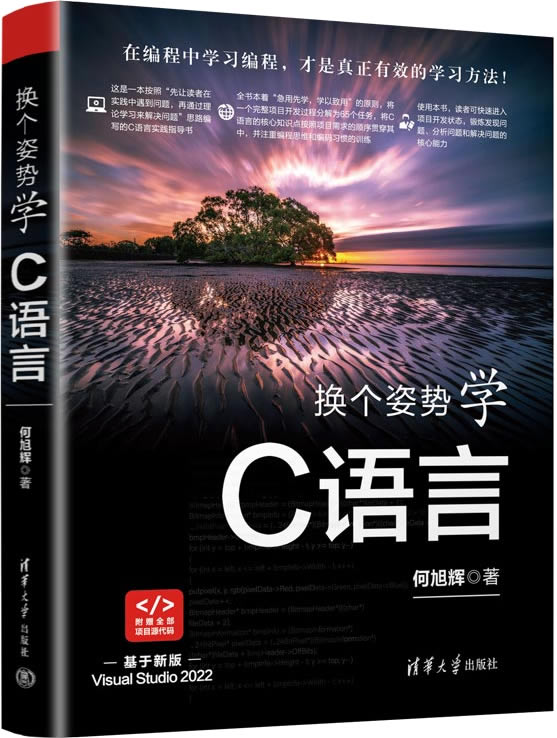 在编程中学习编程，才是真正有效的学习方法！
这是一本按照“先让读者在
实践中遇到问题，再通过理
论学习来解决问题”思路编
写的C语言实践指导书
全书本着“急用先学，学以致用”的原则，将
一个完整项目开发过程分解为65个任务，将C
语言的核心知识点按照项目需求的顺序贯穿其
中，并注重编程思维和编码习惯的训练
使用本书，读者可快速进入
项目开发状态，锻炼发现问
题、分析问题和解决问题的
核心能力
换个姿势学
C语言
何旭辉◎著
</>
附赠全部
项目源代码
基于新版
Visual Studio 2022
清华大学出版社
换个姿势学
C语言
何旭辉◎著
清华大学出版社